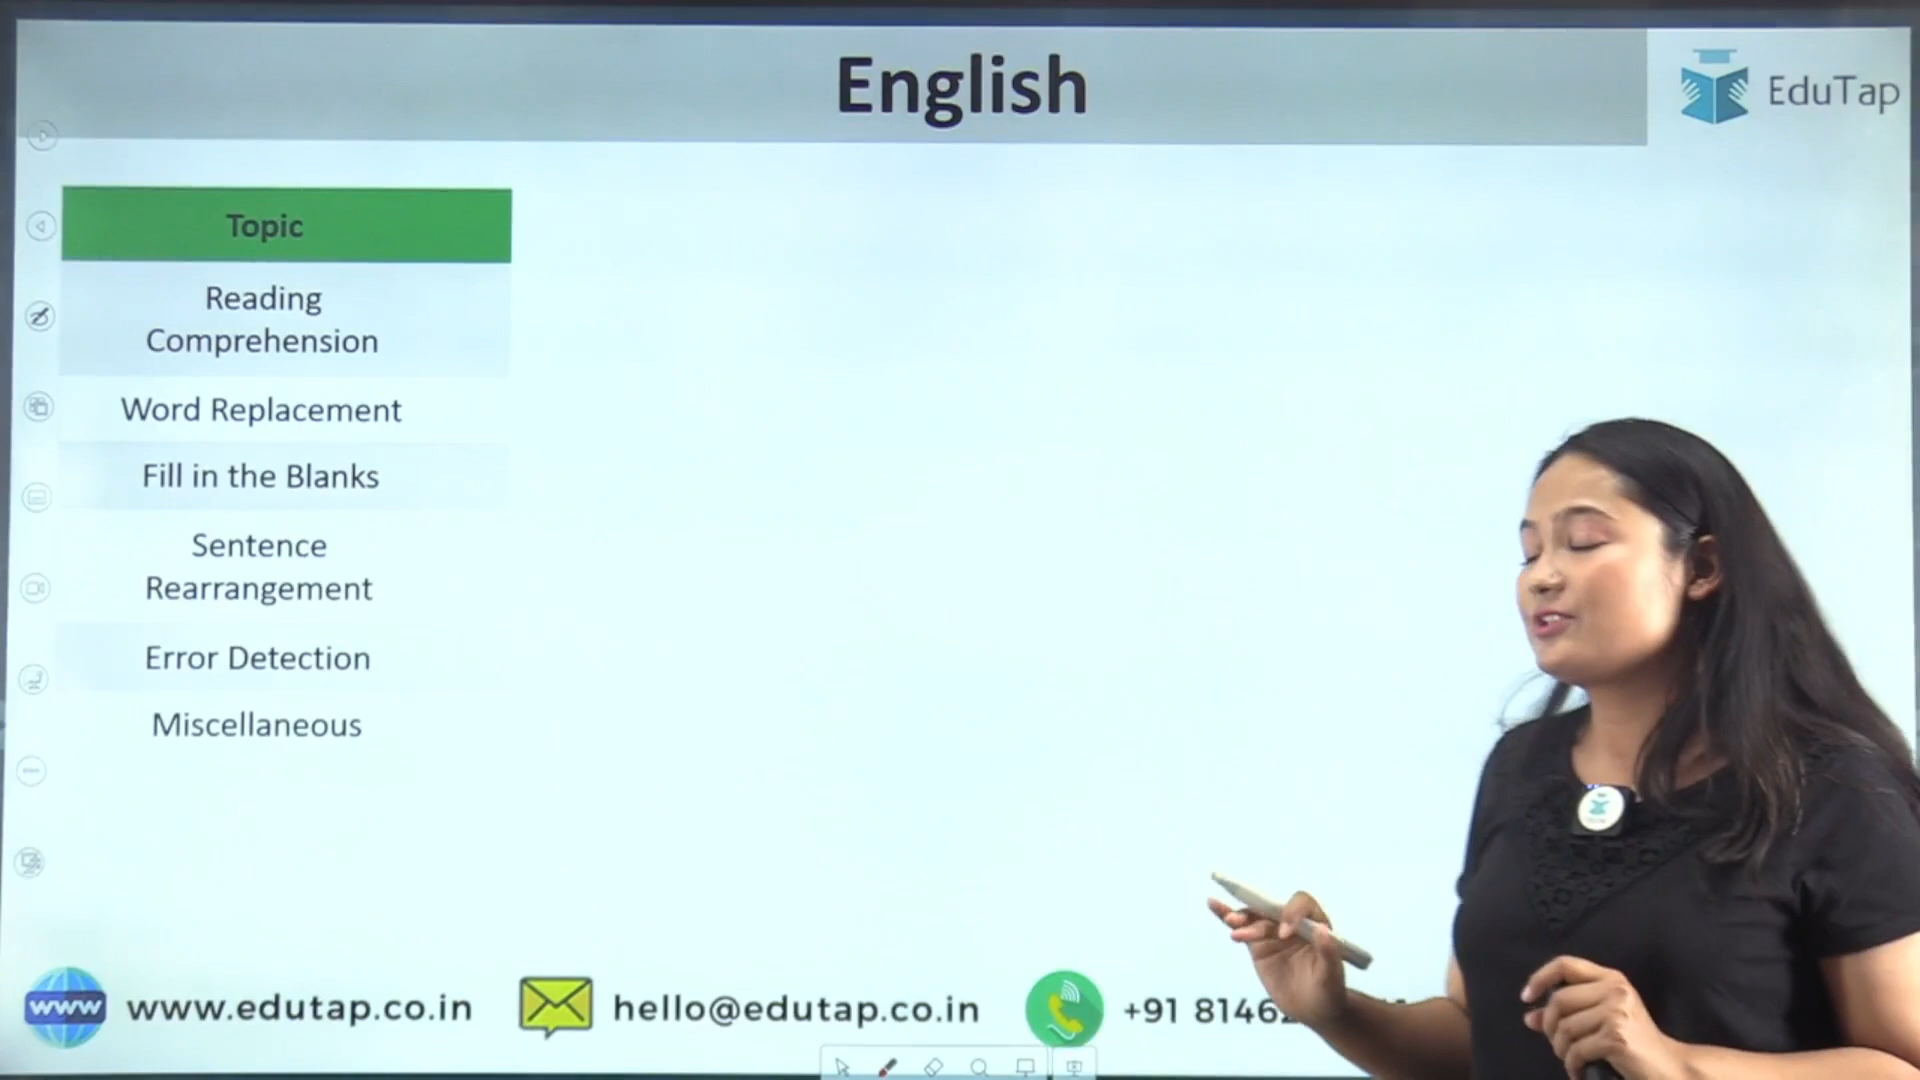 English
EduTap
Topic
Reading
Comprehension
Word Replacement
Fill in the Blanks
Sentence
Rearrangement
Error Detection
Miscellaneous
www
www.edutap.co.in
hello@edutap.co.in
+91 8146